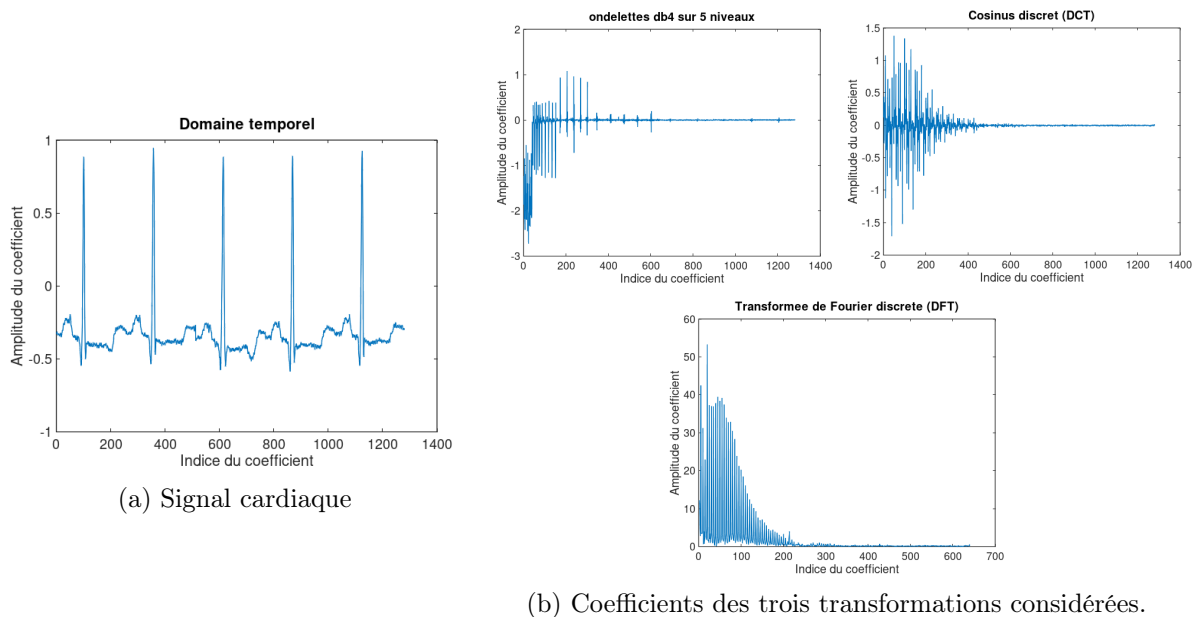 Domaine temporel
Amplitude du coefficient
1
0.5
0
-0.5
-1
0 200 400 600 800 1000 1200 1400
Indice du coefficient
(a) Signal cardiaque
ondelettes db4 sur 5 niveaux
Amplitude du coefficient
2
1
0
-1
-2
-3
0 200 400 600 800 1000 1200 1400
Indice du coefficient
Cosinus discret (DCT)
Amplitude du coefficient
1.5
1
0.5
0
-0.5
-1
-1.5
-2
0 200 400 600 800 1000 1200 1400
Indice du coefficient
Transformee de Fourier discrete (DFT)
Amplitude du coefficient
60
50
40
30
20
10
0
0 100 200 300 400 500 600 700
Indice du coefficient
(b) Coefficients des trois transformations considérées.